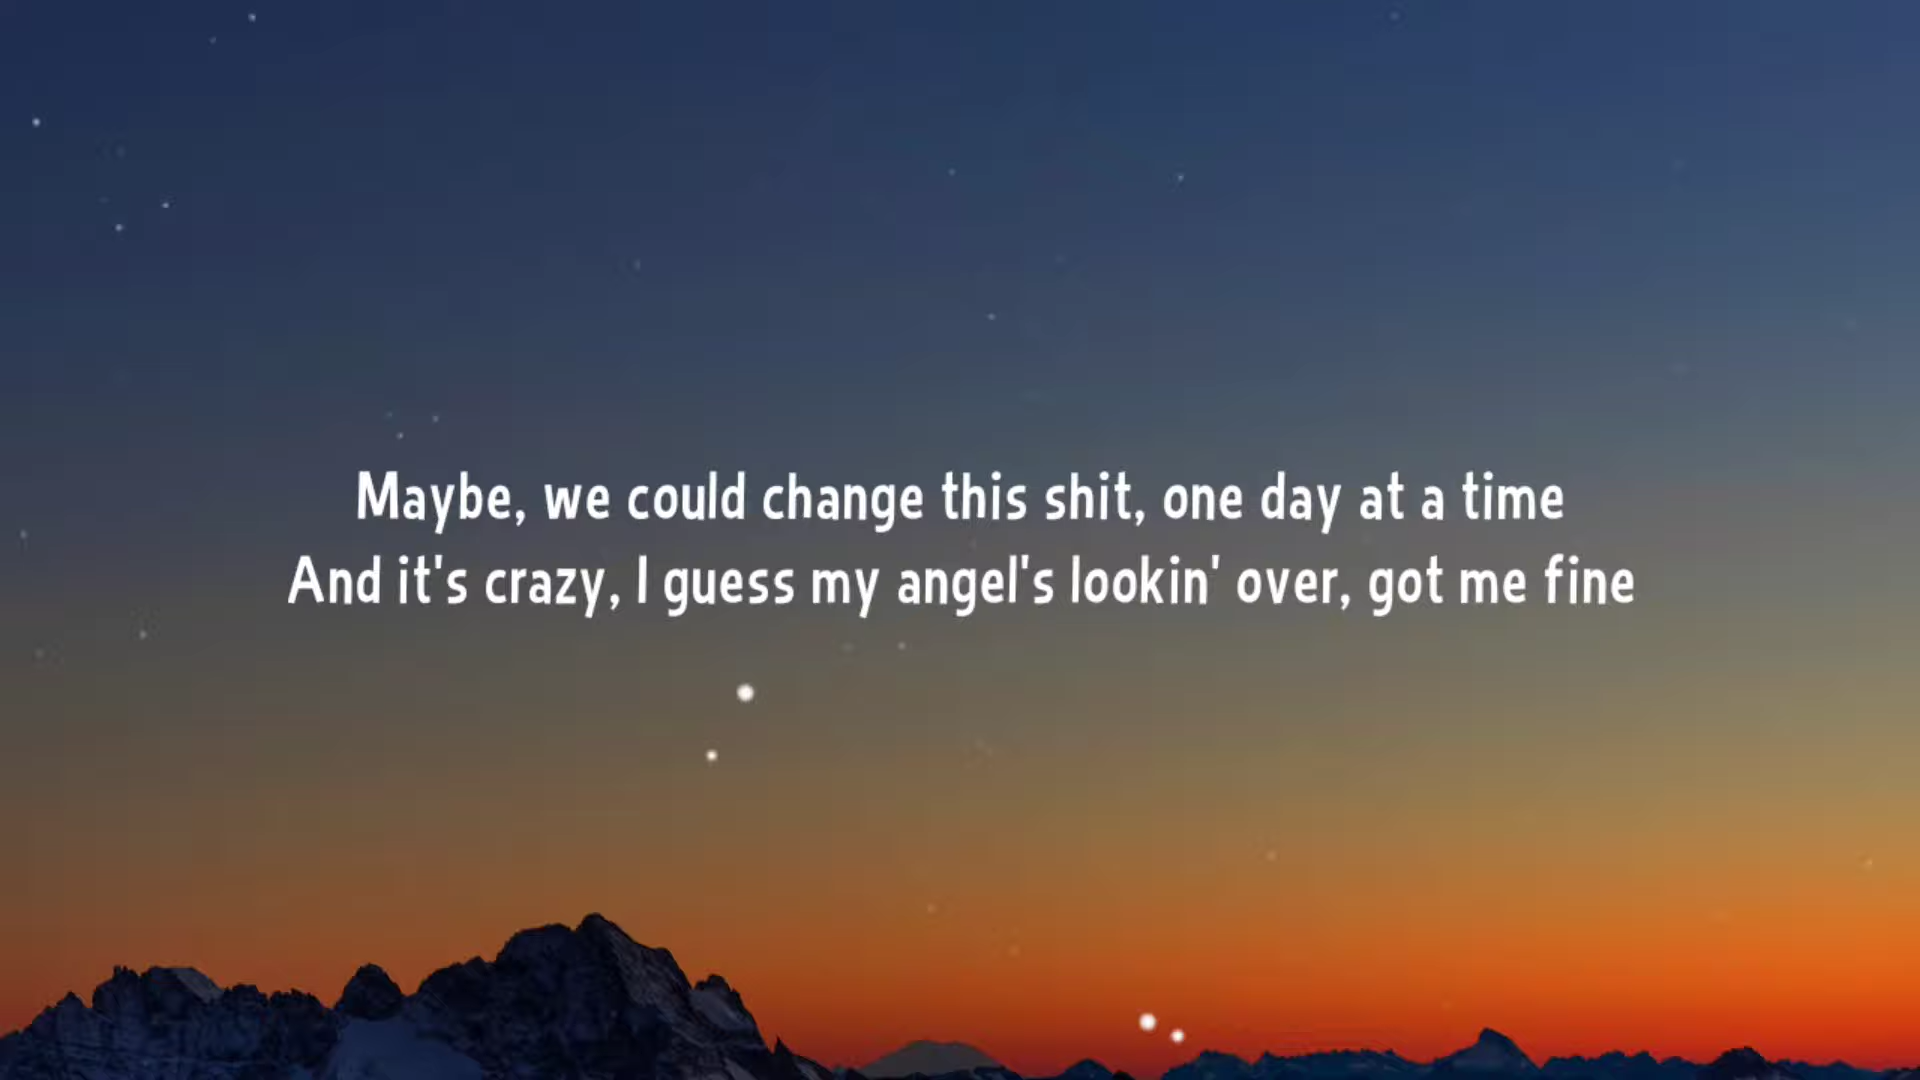 Maybe, we could change this shit, one day at a time
And it's crazy, I guess my angel's lookin' over, got me fine